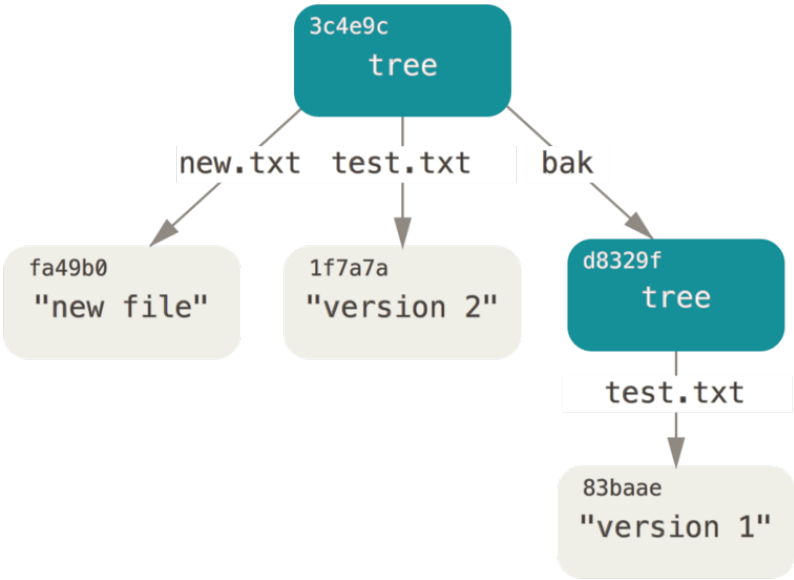 3c4e9c
tree
new.txt test.txt bak
fa49b0
"new file"
1f7a7a
"version 2"
d8329f
tree
test.txt
83baae
"version 1"